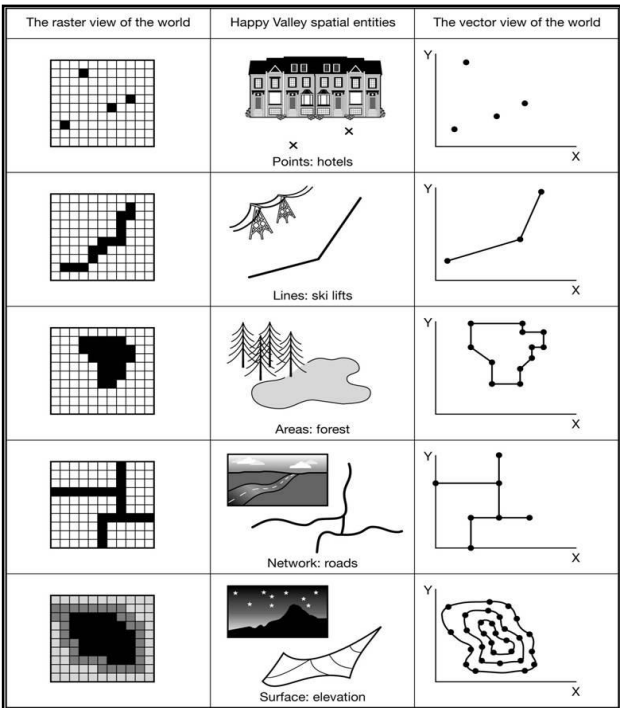 The raster view of the world
Happy Valley spatial entities
The vector view of the world
Points: hotels
Y
X
Lines: ski lifts
Y
X
Areas: forest
Y
X
Network: roads
Y
X
Surface: elevation
Y
X